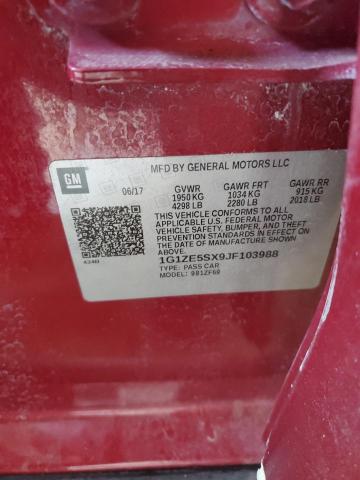 MFD BY GENERAL MOTORS LLC
GM
06/17 GVWR GAWR FRT GAWR RR
1950 KG 1034 KG 915 KG
4298 LB 2280 LB 2018 LB
THIS VEHICLE CONFORMS TO ALL
APPLICABLE U.S. FEDERAL MOTOR
VEHICLE SAFETY, BUMPER, AND THEFT
PREVENTION STANDARDS IN EFFECT
ON THE DATE OF MANUFACTURE SHOWN
ABOVE.
1G1ZE5SX9JF103988
TYPE: PASS CAR
MODEL: 9B1ZF69